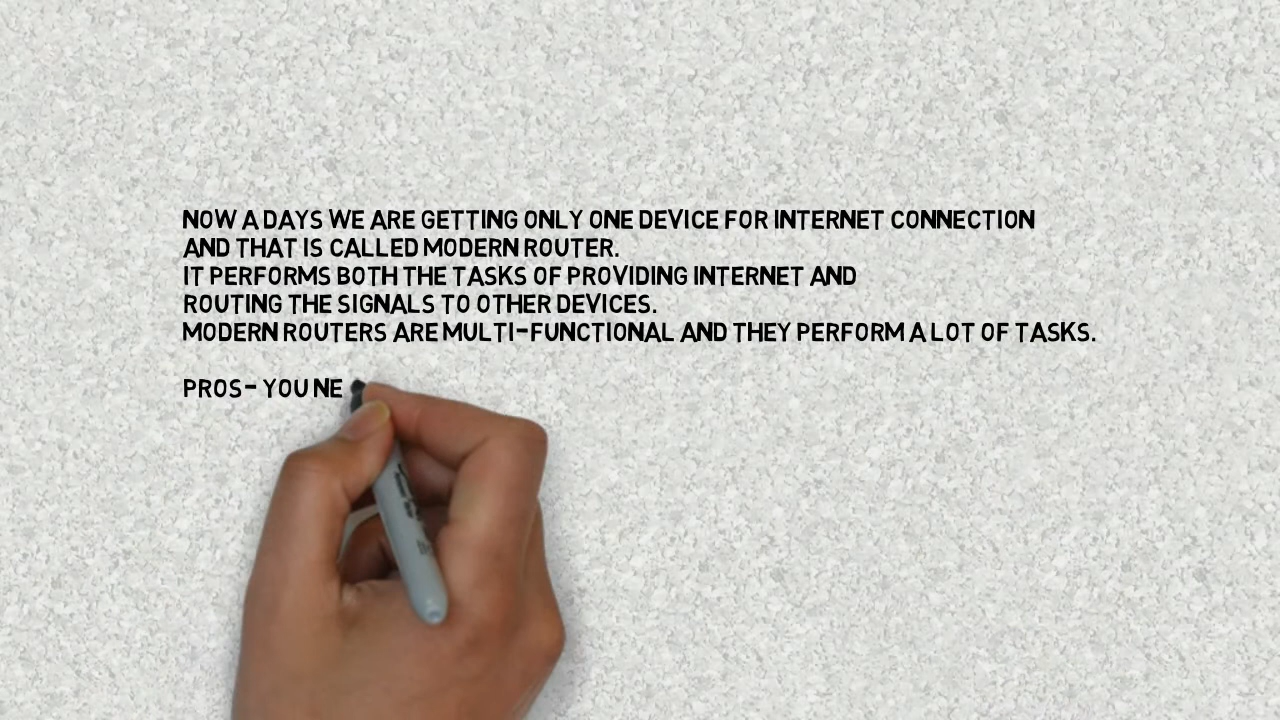 NOW A DAYS WE ARE GETTING ONLY ONE DEVICE FOR INTERNET CONNECTION
AND THAT IS CALLED MODERN ROUTER.
IT PERFORMS BOTH THE TASKS OF PROVIDING INTERNET AND
ROUTING THE SIGNALS TO OTHER DEVICES.
MODERN ROUTERS ARE MULTI-FUNCTIONAL AND THEY PERFORM A LOT OF TASKS.
PROS- YOU NE